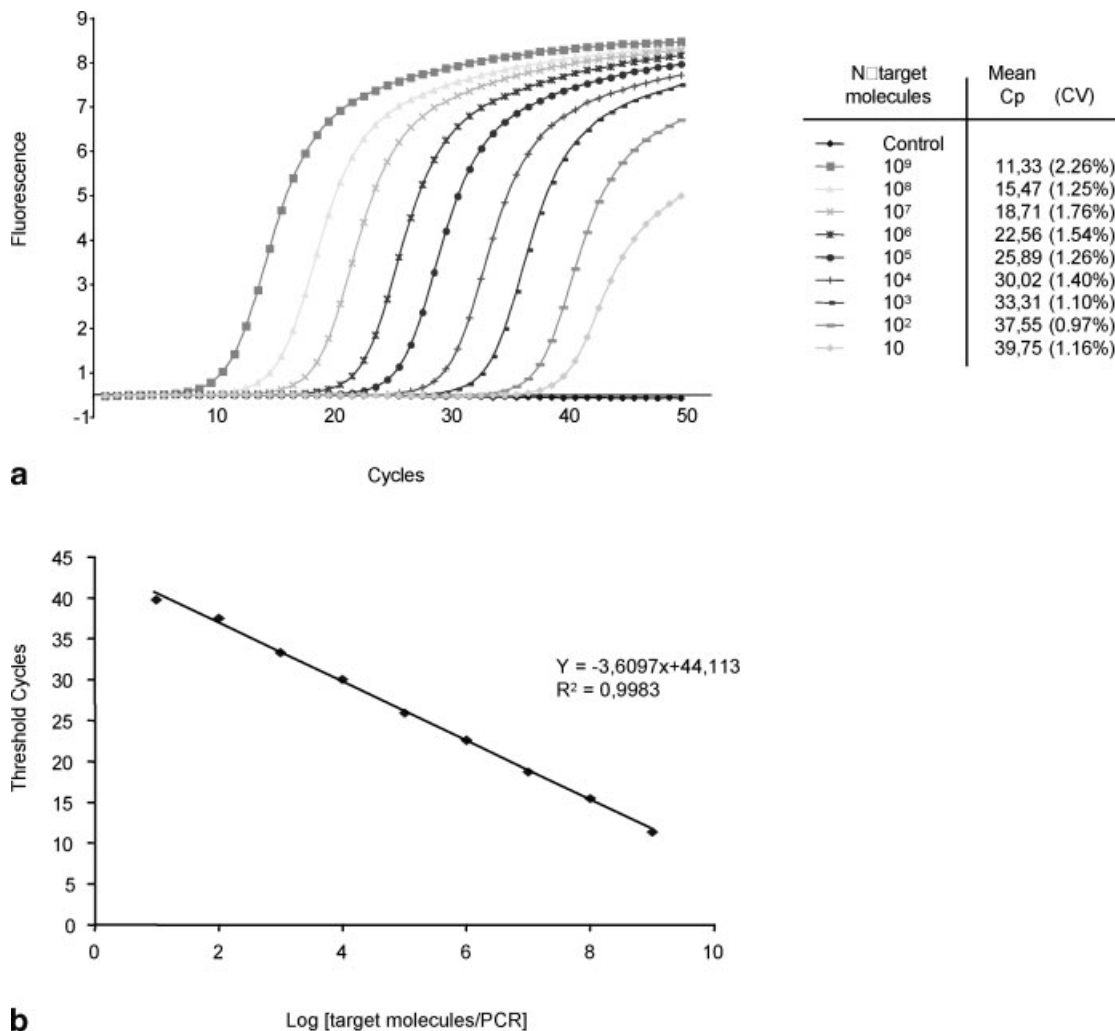 9
8
7
6
5
4
3
2
1
-1
Fluorescence
10 20 30 40 50
Cycles
N□target molecules Mean Cp (CV)
Control
10⁹ 11,33 (2.26%)
10⁸ 15,47 (1.25%)
10⁷ 18,71 (1.76%)
10⁶ 22,56 (1.54%)
10⁵ 25,89 (1.26%)
10⁴ 30,02 (1.40%)
10³ 33,31 (1.10%)
10² 37,55 (0.97%)
10 39,75 (1.16%)
a
45
40
35
30
25
20
15
10
5
0
Threshold Cycles
Y = -3,6097x+44,113
R² = 0,9983
0 2 4 6 8 10
Log [target molecules/PCR]
b